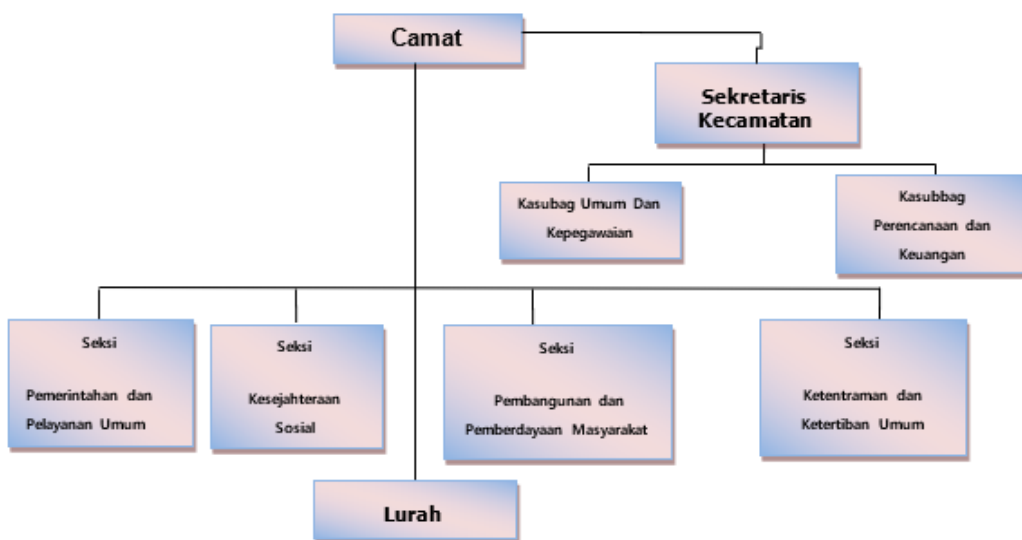 Camat
Sekretaris
Kecamatan
Kasubag Umum Dan
Kepegawaian
Kasubbag
Perencanaan dan
Keuangan
Seksi
Pemerintahan dan
Pelayanan Umum
Seksi
Kesejahteraan
Sosial
Seksi
Pembangunan dan
Pemberdayaan Masyarakat
Seksi
Ketentraman dan
Ketertiban Umum
Lurah